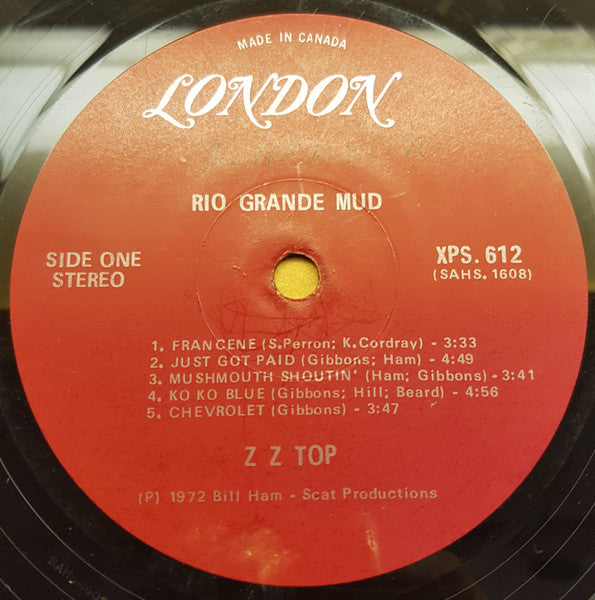 MADE IN CANADA
LONDON
RIO GRANDE MUD
SIDE ONE
STEREO
XPS. 612
(SAHS. 1608)
1. FRANCENE (S.Perron; K.Cordray) - 3:33
2. JUST GOT PAID (Gibbons; Ham) - 4:49
3. MUSHMOUTH SHOUTIN' (Ham; Gibbons) - 3:41
4. KO KO BLUE (Gibbons; Hill; Beard) - 4:56
5. CHEVROLET (Gibbons) - 3:47
Z Z TOP
(P) 1972 Bill Ham - Scat Productions